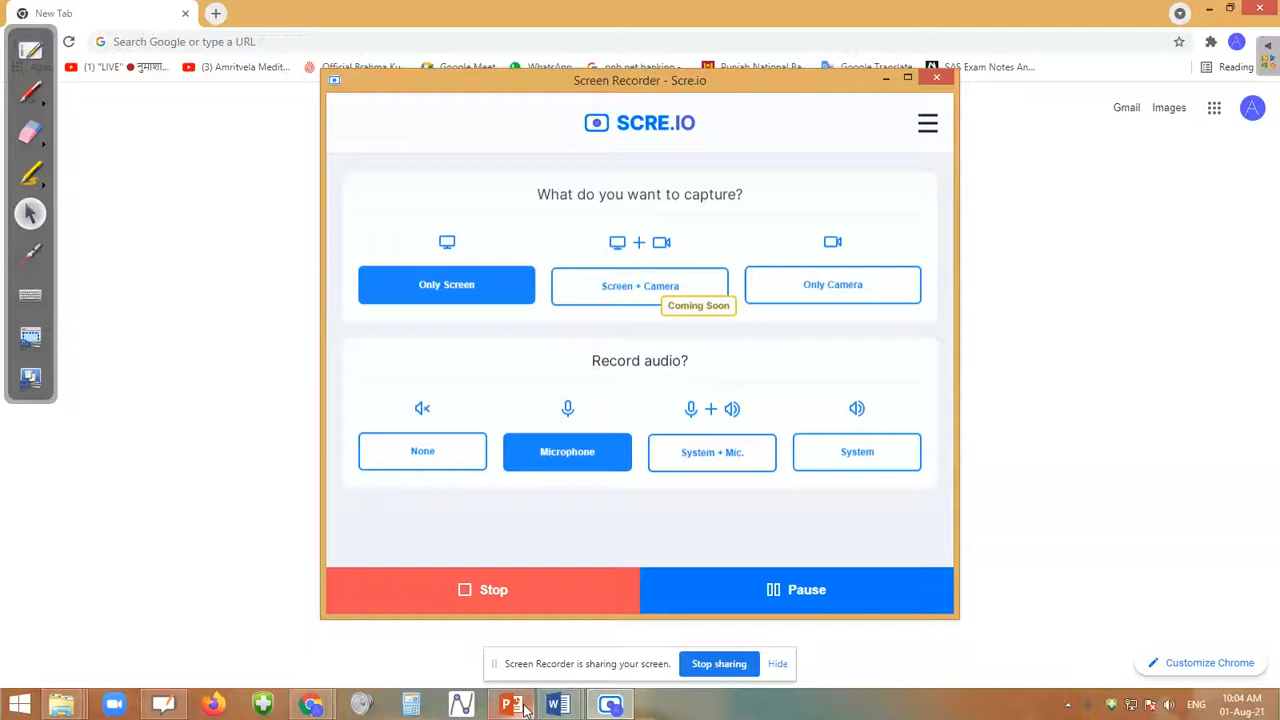 New Tab
Search Google or type a URL
(1) "LIVE" 🔴 नुमाशा...
(3) Amritvela Medit...
Official Brahma Ku...
Google Meet
WhatsApp
pnb net banking -
Punjab National Ba...
Google Translate
SAS Exam Notes An...
Reading
Screen Recorder - Scre.io
Gmail
Images
A
SCRE.IO
What do you want to capture?
Only Screen
Screen + Camera
Only Camera
Coming Soon
Record audio?
None
Microphone
System + Mic.
System
Stop
Pause
Screen Recorder is sharing your screen.
Stop sharing
Hide
Customize Chrome
ENG
10:04 AM
01-Aug-21